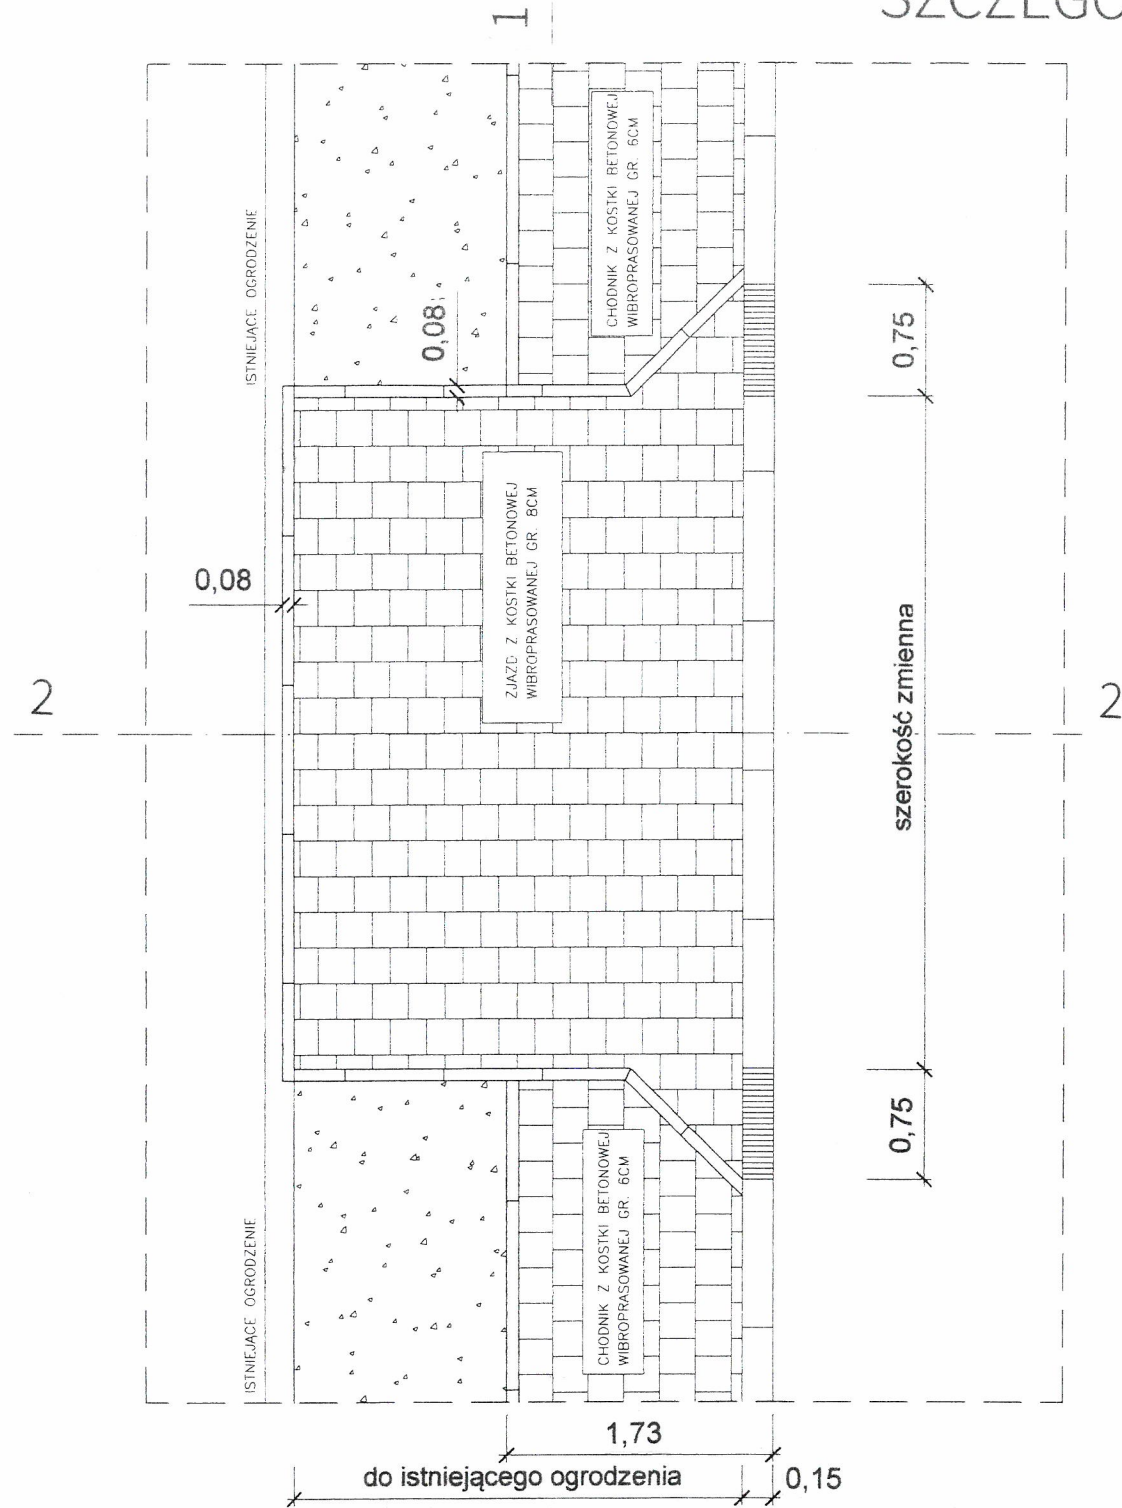 SZCZEGÓ
1
ISTNIEJĄCE OGRODZENIE
CHODNIK Z KOSTKI BETONOWEJ
WIBROPRASOWANEJ GR. 6CM
0,08
0,75
ZJAZD Z KOSTKI BETONOWEJ
WIBROPRASOWANEJ GR. 8CM
0,08
szerokość zmienna
2
2
0,75
CHODNIK Z KOSTKI BETONOWEJ
WIBROPRASOWANEJ GR. 6CM
ISTNIEJĄCE OGRODZENIE
1,73
do istniejącego ogrodzenia
0,15